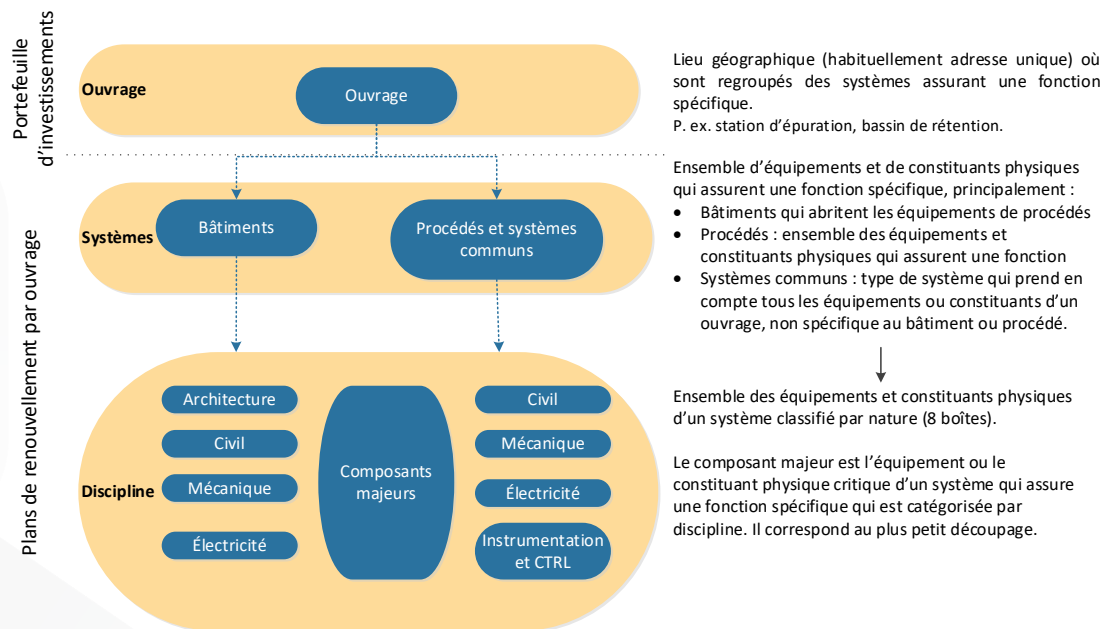 Portefeuille
d’investissements
Ouvrage
Ouvrage
Lieu géographique (habituellement adresse unique) où
sont regroupés des systèmes assurant une fonction
spécifique.
P. ex. station d’épuration, bassin de rétention.
Plans de renouvellement par ouvrage
Systèmes
Bâtiments
Procédés et systèmes
communs
Ensemble d’équipements et de constituants physiques
qui assurent une fonction spécifique, principalement :
• Bâtiments qui abritent les équipements de procédés
• Procédés : ensemble des équipements et
constituants physiques qui assurent une fonction
• Systèmes communs : type de système qui prend en
compte tous les équipements ou constituants d’un
ouvrage, non spécifique au bâtiment ou procédé.
Discipline
Architecture
Civil
Mécanique
Électricité
Composants
majeurs
Civil
Mécanique
Électricité
Instrumentation
et CTRL
Ensemble des équipements et constituants physiques
d’un système classifié par nature (8 boîtes).
Le composant majeur est l’équipement ou le
constituant physique critique d’un système qui assure
une fonction spécifique qui est catégorisée par
discipline. Il correspond au plus petit découpage.